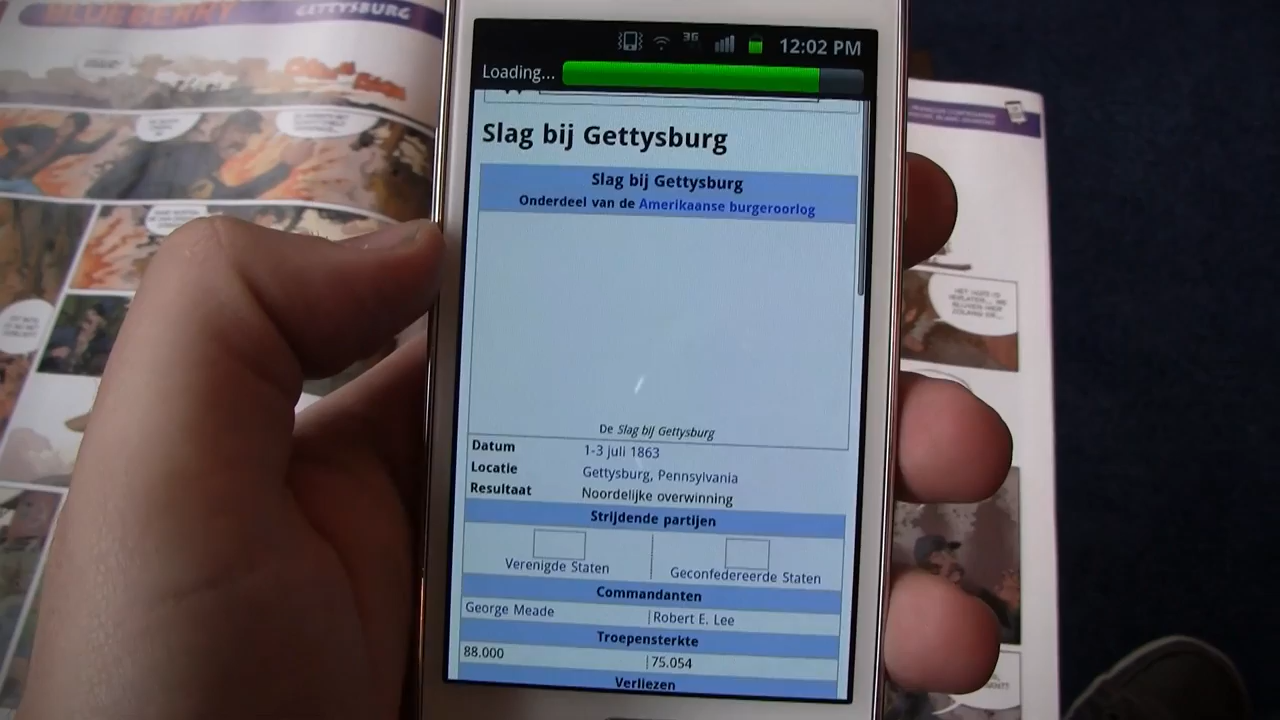 BLUEBERRY GETTYSBURG
3G 12:02 PM
Loading...
Slag bij Gettysburg
Slag bij Gettysburg
Onderdeel van de Amerikaanse burgeroorlog
De Slag bij Gettysburg
Datum 1-3 juli 1863
Locatie Gettysburg, Pennsylvania
Resultaat Noordelijke overwinning
Strijdende partijen
Verenigde Staten Geconfedereerde Staten
Commandanten
George Meade Robert E. Lee
Troepensterkte
88.000 75.054
Verliezen